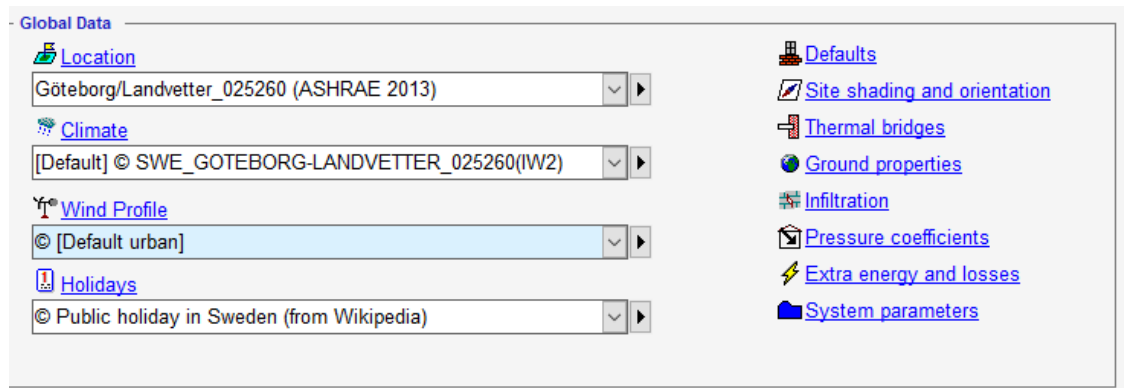 Global Data
Location
Göteborg/Landvetter_025260 (ASHRAE 2013)
Climate
[Default] © SWE_GOTEBORG-LANDVETTER_025260(IW2)
Wind Profile
© [Default urban]
Holidays
© Public holiday in Sweden (from Wikipedia)
Defaults
Site shading and orientation
Thermal bridges
Ground properties
Infiltration
Pressure coefficients
Extra energy and losses
System parameters